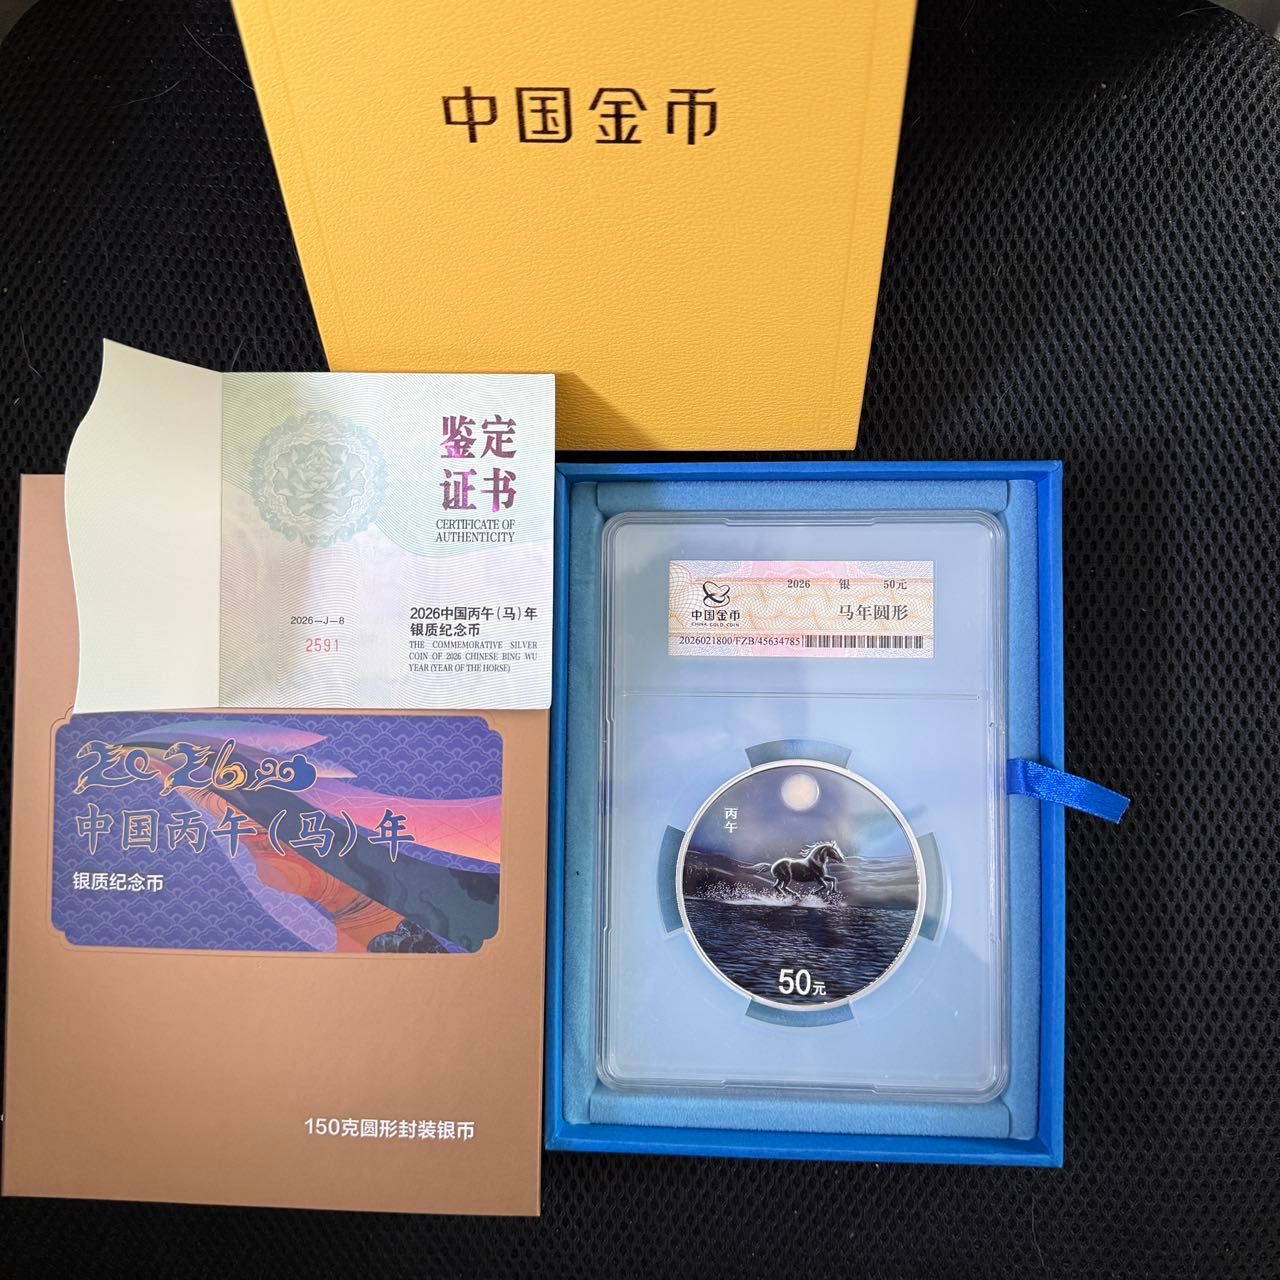 中国金币
鉴定
证书
CERTIFICATE OF
AUTHENTICITY
2026-J-8
2591
2026中国丙午(马)年
银质纪念币
THE COMMEMORATIVE SILVER
COIN OF 2026 CHINESE BING WU
YEAR (YEAR OF THE HORSE)
2026
中国丙午(马)年
银质纪念币
150克圆形封装银币
2026 银 50元
中国金币
CHINA GOLD COIN
马年圆形
2026021800/FZB/45634785
丙午
50元